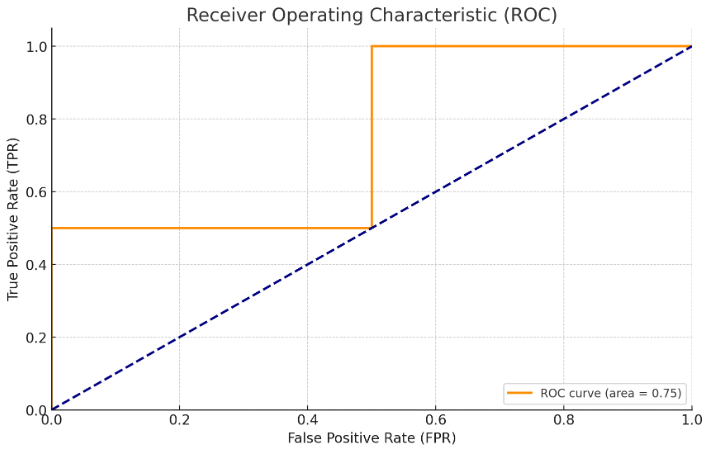 Receiver Operating Characteristic (ROC)
True Positive Rate (TPR)
1.0
0.8
0.6
0.4
0.2
0.0
0.0 0.2 0.4 0.6 0.8 1.0
ROC curve (area = 0.75)
False Positive Rate (FPR)